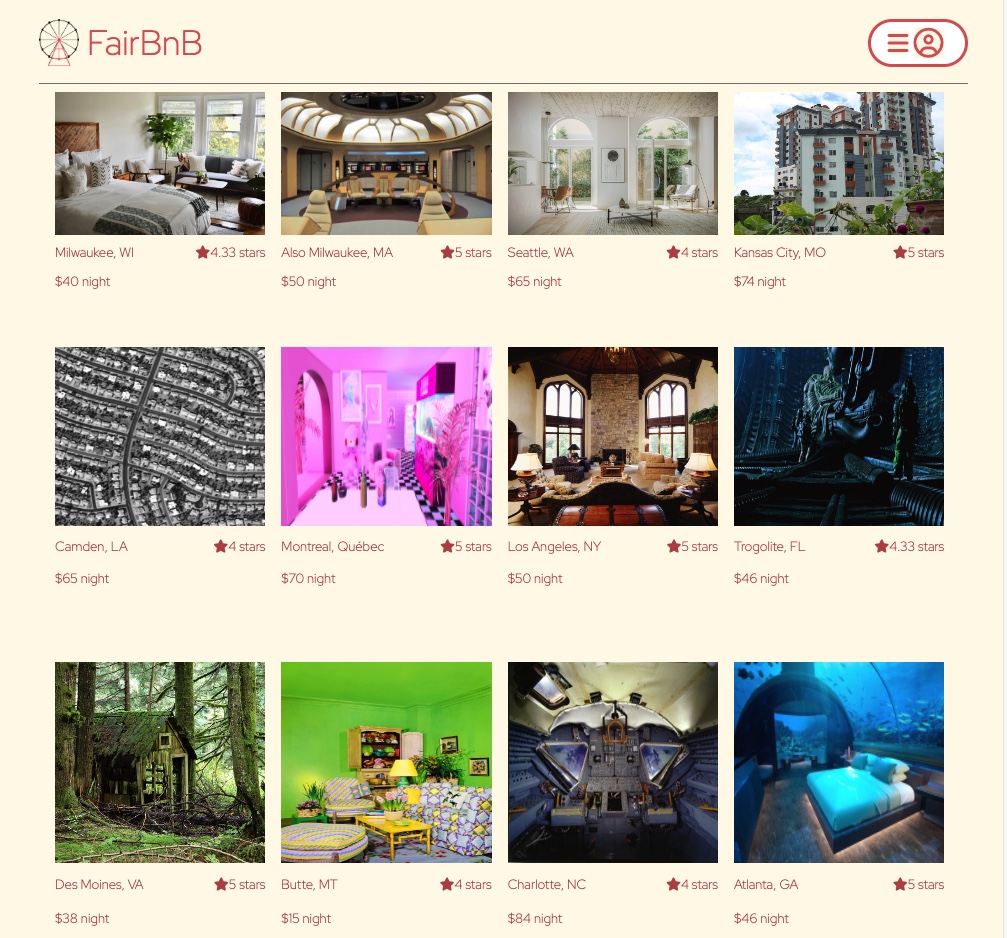 FairBnB
Milwaukee, WI 4.33 stars
$40 night
Also Milwaukee, MA 5 stars
$50 night
Seattle, WA 4 stars
$65 night
Kansas City, MO 5 stars
$74 night
Camden, LA 4 stars
$65 night
Montreal, Québec 5 stars
$70 night
Los Angeles, NY 5 stars
$50 night
Trogolite, FL 4.33 stars
$46 night
Des Moines, VA 5 stars
$38 night
Butte, MT 4 stars
$15 night
Charlotte, NC 4 stars
$84 night
Atlanta, GA 5 stars
$46 night